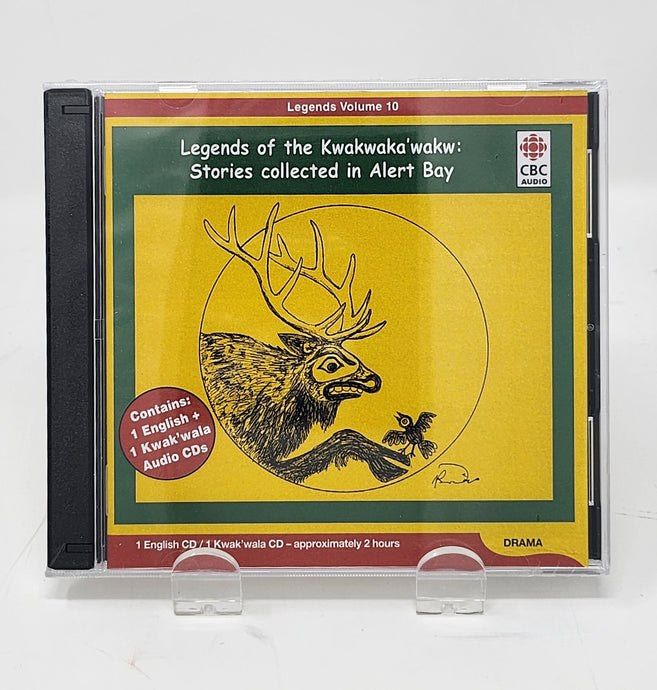 Legends Volume 10
Legends of the Kwakwaka'wakw:
Stories collected in Alert Bay
CBC
AUDIO
Contains:
1 English +
1 Kwak'wala
Audio CDs
1 English CD / 1 Kwak'wala CD – approximately 2 hours
DRAMA